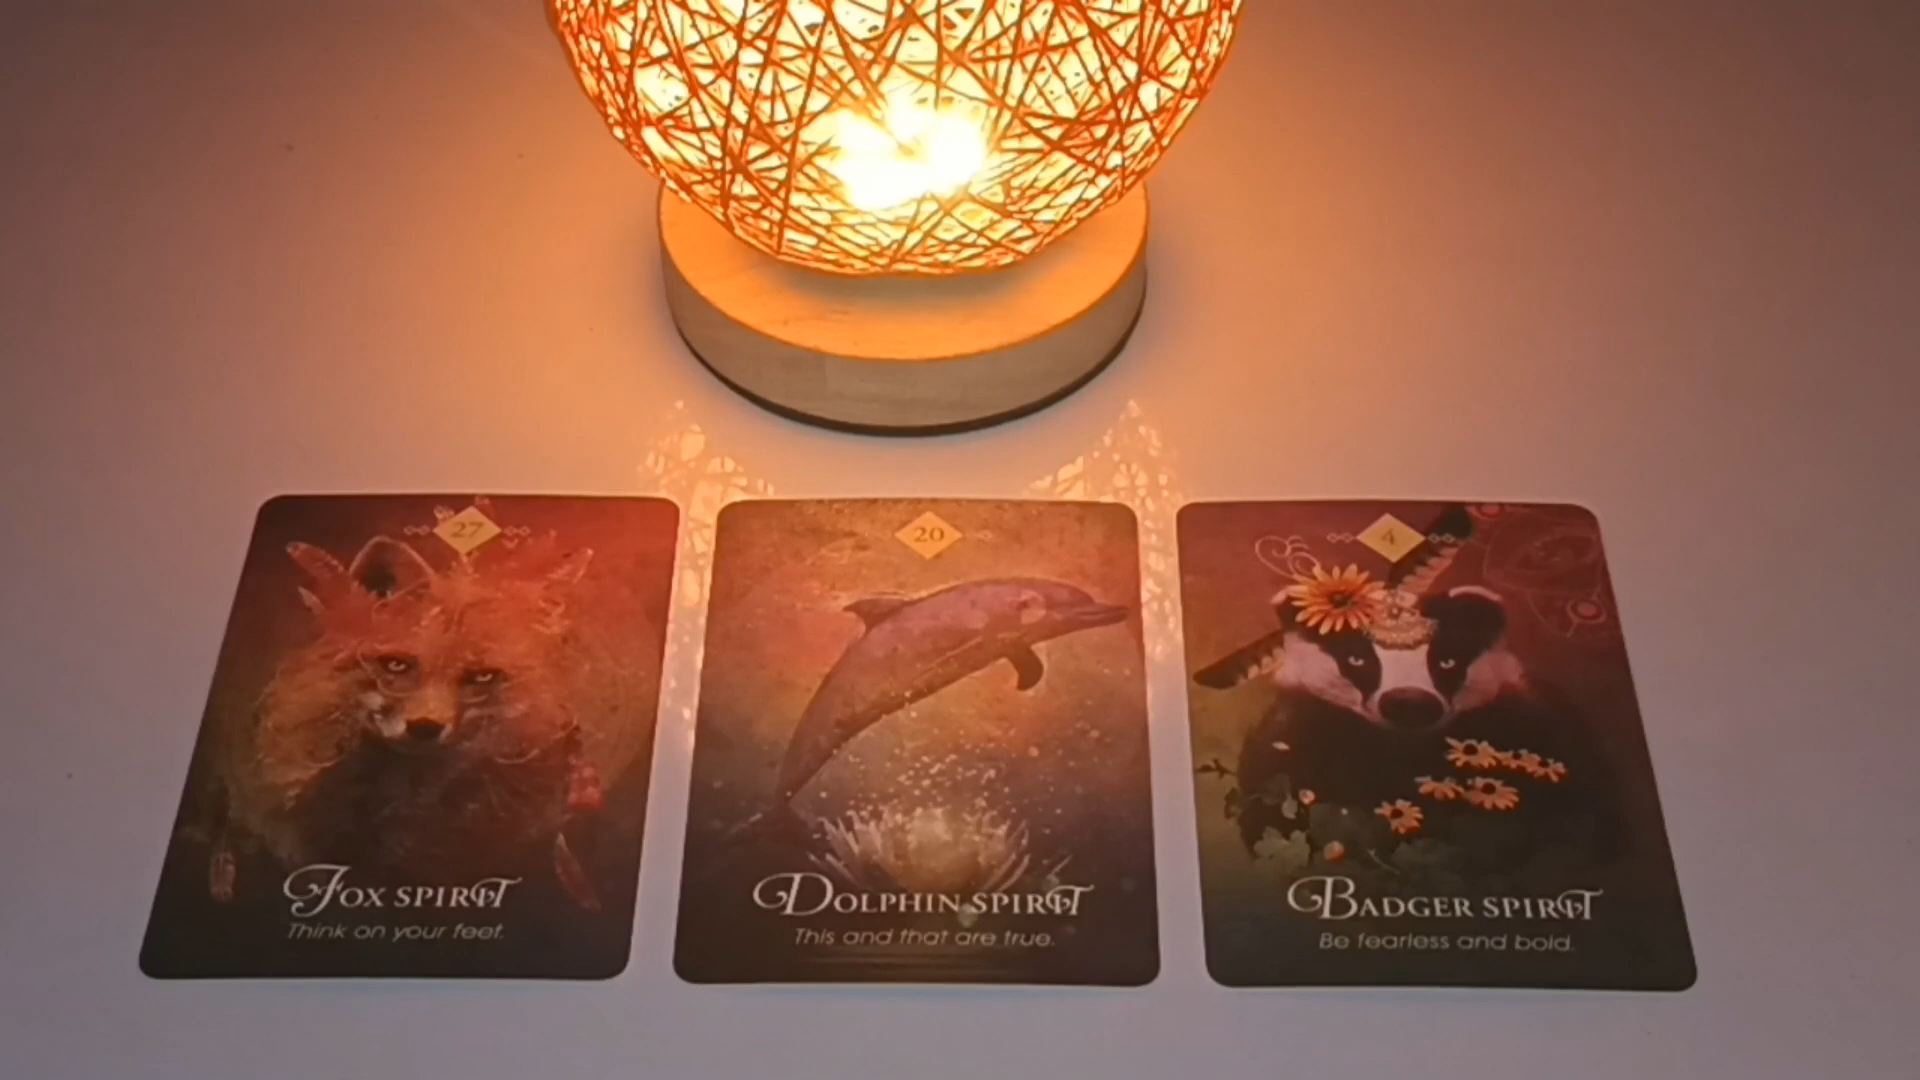 27
Fox Spirit
Think on your feet.
20
Dolphin Spirit
This and that are true.
4
Badger Spirit
Be fearless and bold.